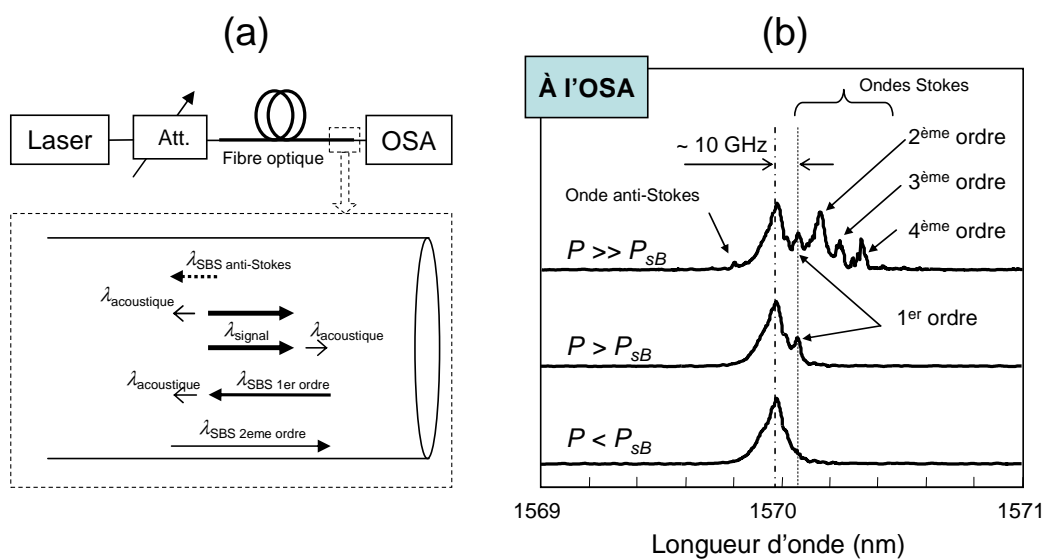 (a)
Laser
Att.
Fibre optique
OSA
λSBS anti-Stokes
λacoustique
λsignal
λacoustique
λacoustique
λSBS 1er ordre
λSBS 2eme ordre
(b)
À l’OSA
Ondes Stokes
~ 10 GHz
2ème ordre
Onde anti-Stokes
3ème ordre
4ème ordre
P >> PsB
1er ordre
P > PsB
P < PsB
1569 1570 1571
Longueur d’onde (nm)